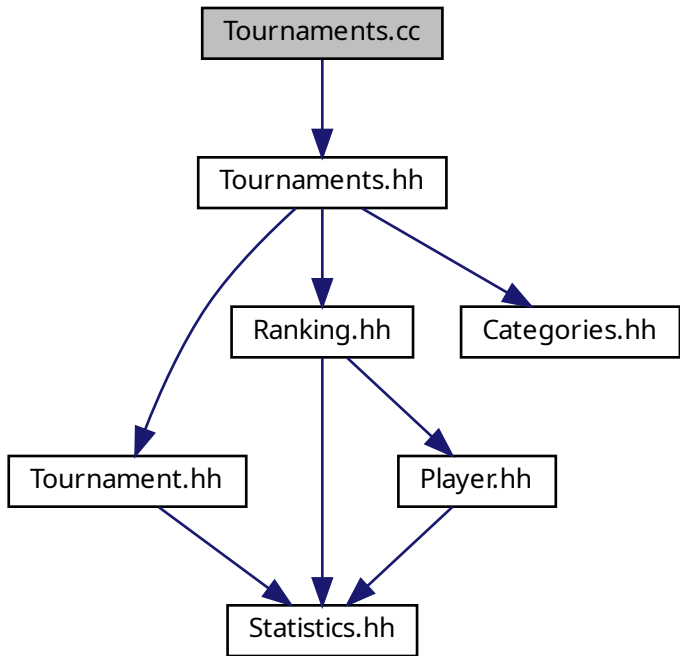 Tournaments.cc
Tournaments.hh
Ranking.hh
Categories.hh
Tournament.hh
Player.hh
Statistics.hh